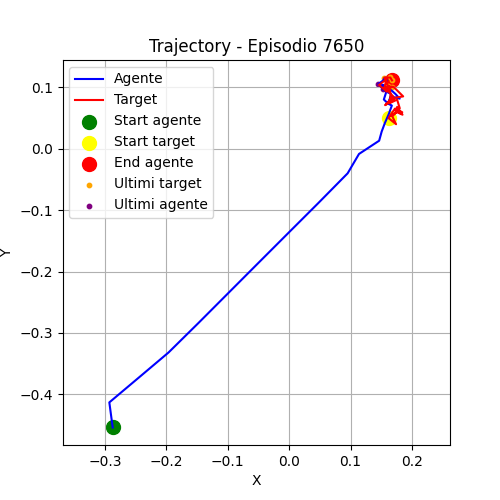 Trajectory - Episodio 7650
Agente
Target
Start agente
Start target
End agente
Ultimi target
Ultimi agente
0.1
0.0
−0.1
−0.2
−0.3
−0.4
Y
−0.3
−0.2
−0.1
0.0
0.1
0.2
X